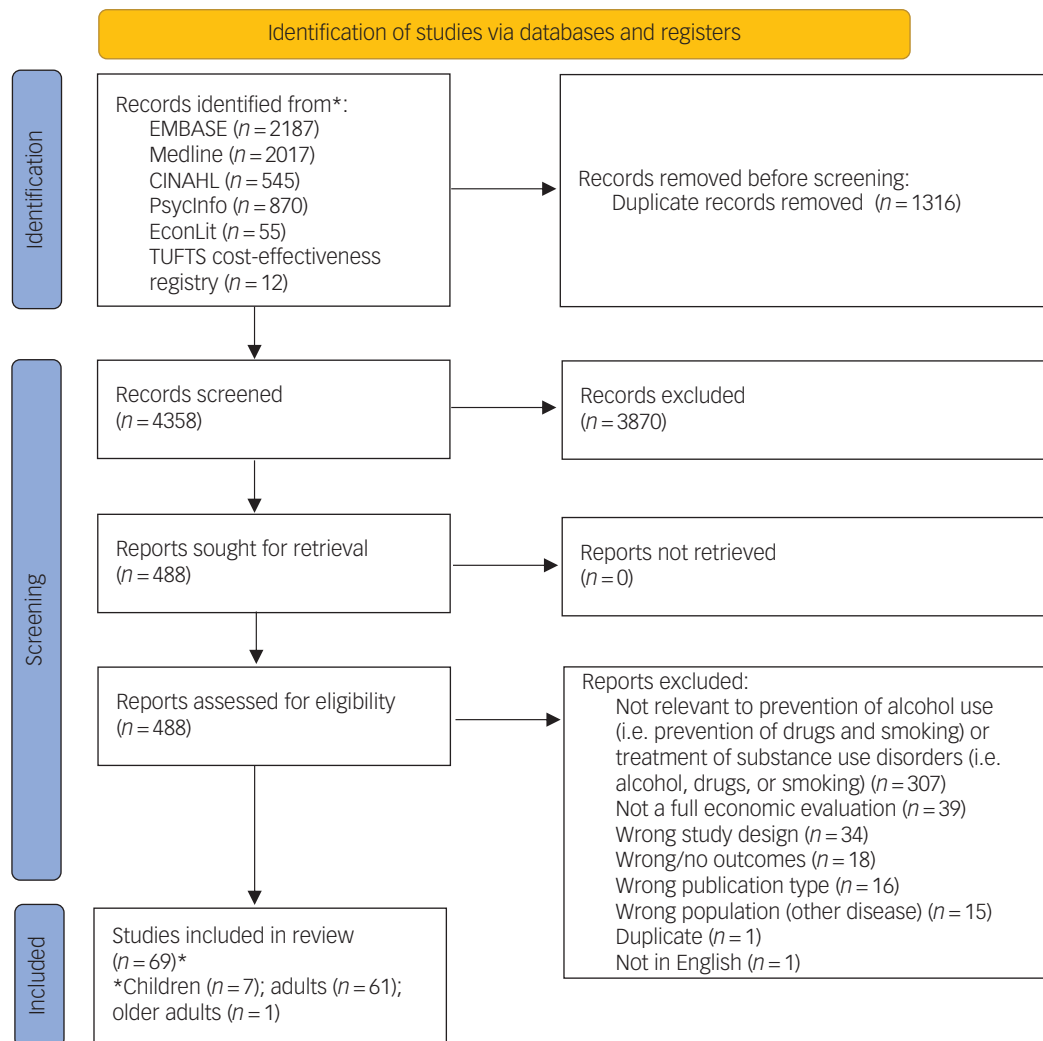 Identification of studies via databases and registers
Identification
Records identified from*:
EMBASE (n = 2187)
Medline (n = 2017)
CINAHL (n = 545)
PsycInfo (n = 870)
EconLit (n = 55)
TUFTS cost-effectiveness
registry (n = 12)
Records removed before screening:
Duplicate records removed (n = 1316)
Screening
Records screened
(n = 4358)
Records excluded
(n = 3870)
Reports sought for retrieval
(n = 488)
Reports not retrieved
(n = 0)
Reports assessed for eligibility
(n = 488)
Reports excluded:
Not relevant to prevention of alcohol use
(i.e. prevention of drugs and smoking) or
treatment of substance use disorders (i.e.
alcohol, drugs, or smoking) (n = 307)
Not a full economic evaluation (n = 39)
Wrong study design (n = 34)
Wrong/no outcomes (n = 18)
Wrong publication type (n = 16)
Wrong population (other disease) (n = 15)
Duplicate (n = 1)
Not in English (n = 1)
Included
Studies included in review
(n = 69)*
*Children (n = 7); adults (n = 61);
older adults (n = 1)